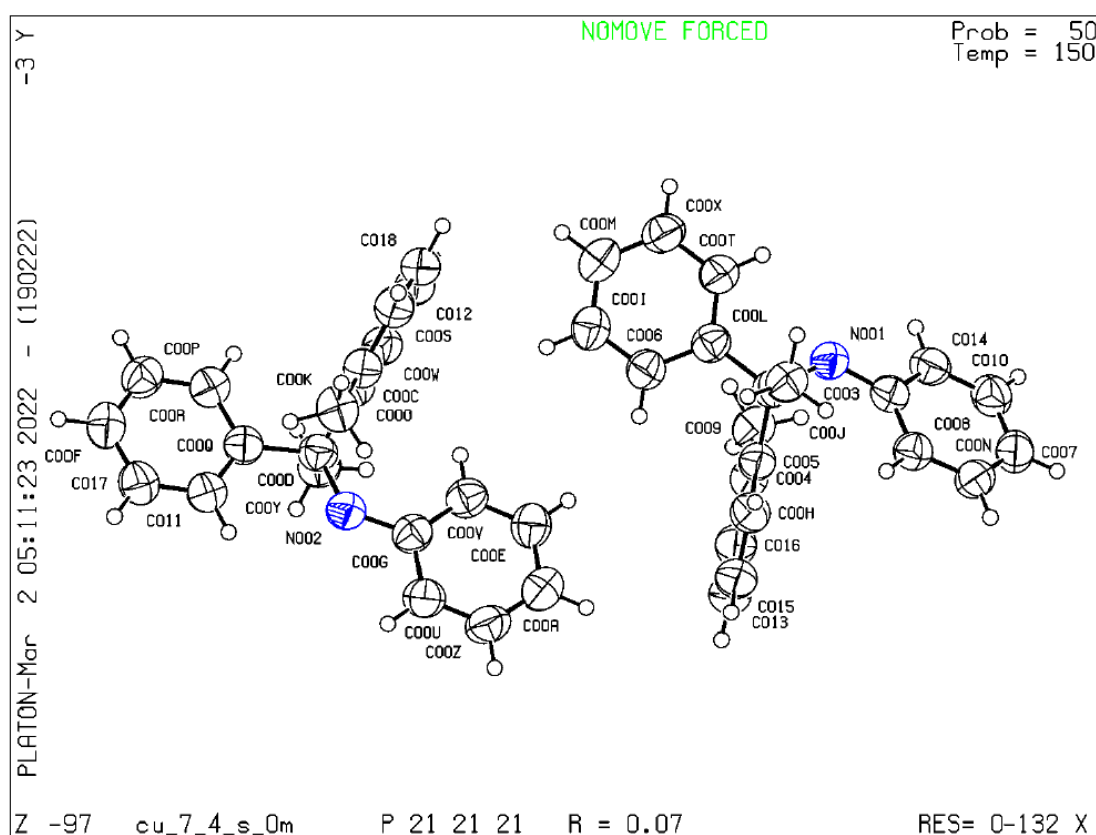 NOMOVE FORCED
Prob = 50
Temp = 150
PLATON-Mar 2 05:11:23 2022 - (190222)
-3 Y
C00X
C00M
C00T
C018
C00I
C00L
N001
C012
C006
C014
C010
C00S
C00P
C00W
C00K
C00C
C003
C00R
C00O
C009
C00J
C008
C00Q
C00N
C007
C00F
C005
C00D
C004
C017
C00Y
C00H
C011
C00V
N002
C00E
C016
C00G
C015
C00A
C00U
C013
C00Z
Z -97 cu_7_4_s_0m P 21 21 21 R = 0.07 RES= 0-132 X